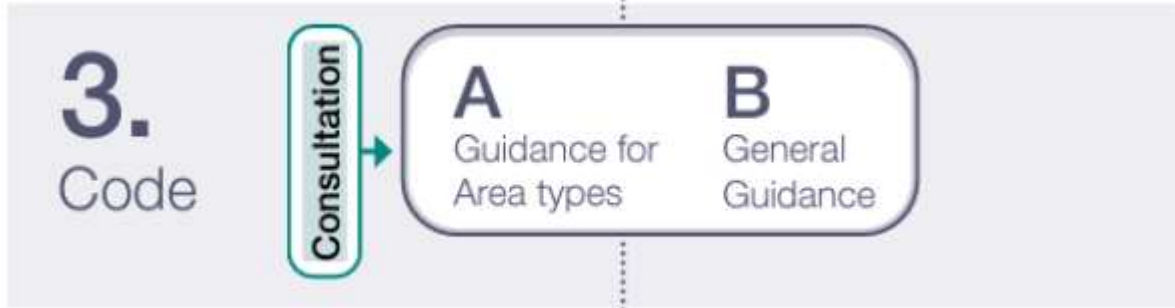 3.
Code
Consultation
A
Guidance for
Area types
B
General
Guidance